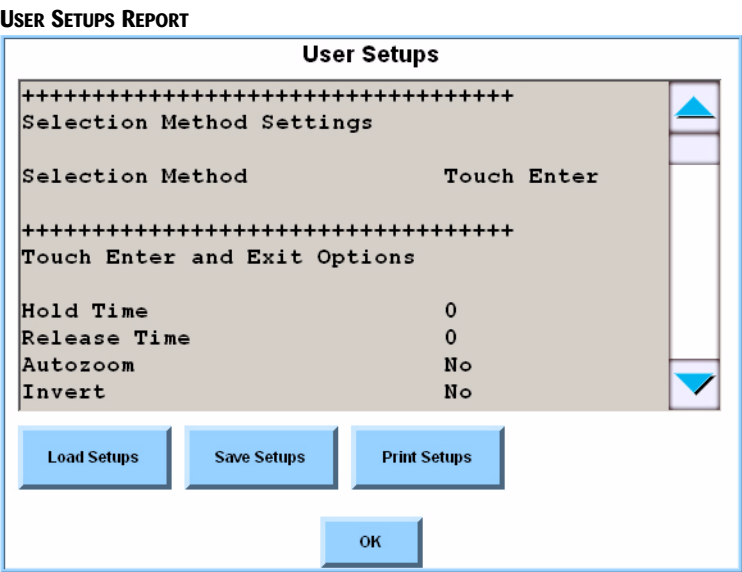 USER SETUPS REPORT
User Setups
+++++++++++++++++++++++++++++++++++
Selection Method Settings
Selection Method Touch Enter
+++++++++++++++++++++++++++++++++++
Touch Enter and Exit Options
Hold Time 0
Release Time 0
Autozoom No
Invert No
Load Setups Save Setups Print Setups
OK